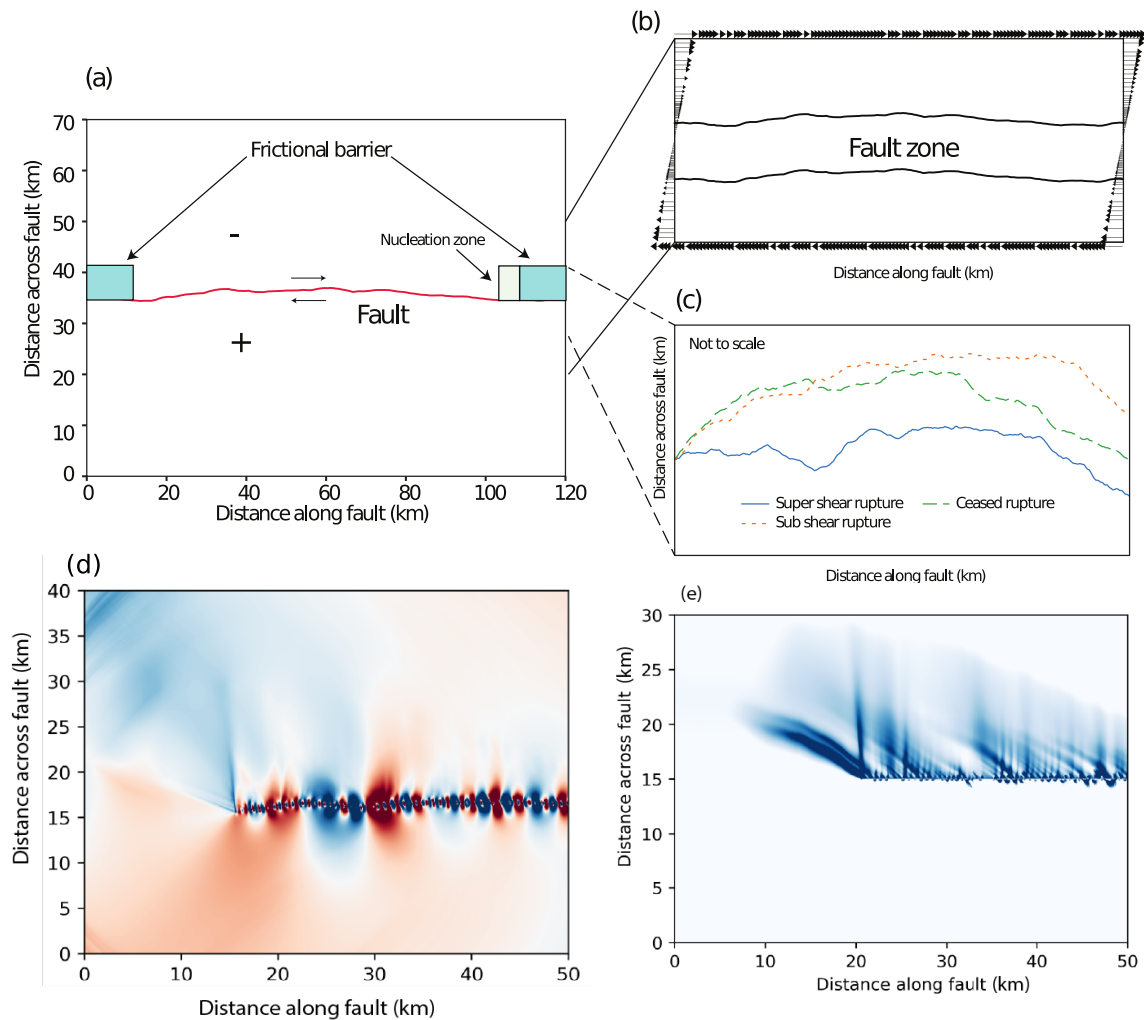 (a)
70
60
50
40
30
20
10
0
Distance across fault (km)
Frictional barrier
Nucleation zone
-
Fault
+
0 20 40 60 80 100 120
Distance along fault (km)
(b)
Fault zone
Distance along fault (km)
(c)
Not to scale
Distance across fault (km)
Super shear rupture
Ceased rupture
Sub shear rupture
Distance along fault (km)
(d)
40
35
30
25
20
15
10
5
0
Distance across fault (km)
0 10 20 30 40 50
Distance along fault (km)
(e)
30
25
20
15
10
5
0
Distance across fault (km)
0 10 20 30 40 50
Distance along fault (km)